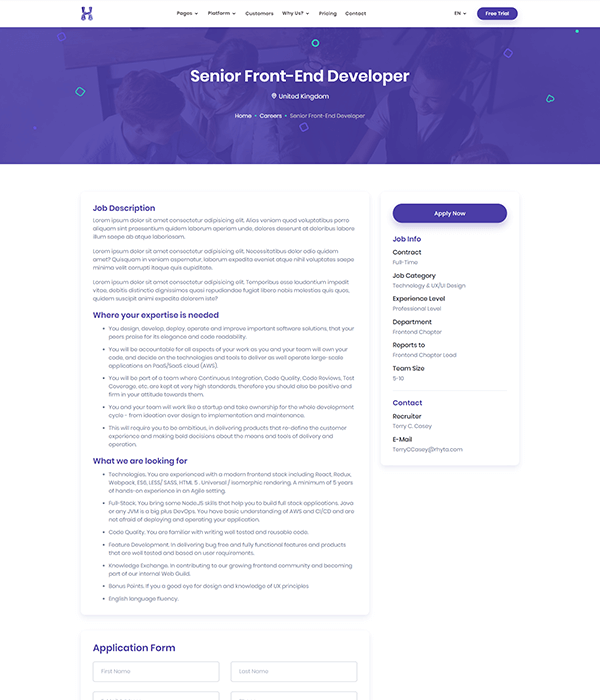 Pages Platform Customers Why Us? Pricing Contact EN Free Trial
Senior Front-End Developer
United Kingdom
Home • Careers • Senior Front-End Developer
Job Description
Lorem ipsum dolor sit amet consectetur adipisicing elit. Alias veniam quod voluptatibus porro
aliquam sint praesentium quidem laborum aperiam unde, dolores deserunt at doloribus labore
illum saepe ab atque laboriosam.
Lorem ipsum dolor sit amet consectetur adipisicing elit. Necessitatibus dolor odio quidem
amet? Quisquam in veniam aspernatur, laborum expedita eveniet atque nihil voluptates saepe
minima velit corrupti itaque quis cupiditate.
Lorem ipsum dolor sit amet consectetur adipisicing elit. Temporibus esse laudantium impedit
vitae, debitis distinctio dignissimos quasi repudiandae fugiat libero nobis molestias quis quos,
quidem suscipit animi expedita dolorem iste?
Where your expertise is needed
• You design, develop, deploy, operate and improve important software solutions, that your
peers praise for its elegance and code readability.
• You will be accountable for all aspects of your work as you and your team will own your
code, and decide on the technologies and tools to deliver as well operate large-scale
applications on PaaS/SaaS cloud (AWS).
• You will be part of a team where Continuous Integration, Code Quality, Code Reviews, Test
Coverage, etc. are kept at very high standards, therefore you should also be positive and
firm in your attitude towards them.
• You and your team will work like a startup and take ownership for the whole development
cycle - from ideation over design to implementation and maintenance.
• This will require you to be ambitious, in delivering products that re-define the customer
experience and making bold decisions about the means and tools of delivery and
operation.
What we are looking for
• Technologies. You are experienced with a modern frontend stack including React, Redux,
Webpack, ES6, LESS/ SASS, HTML 5 , Universal / Isomorphic rendering. A minimum of 5 years
of hands-on experience in an Agile setting.
• Full-Stack. You bring some NodeJS skills that help you to build full stack applications. Java
or any JVM is a big plus DevOps. You have basic understanding of AWS and CI/CD and are
not afraid of deploying and operating your application.
• Code Quality. You are familiar with writing well tested and reusable code.
• Feature Development. In delivering bug free and fully functional features and products
that are well tested and based on user requirements.
• Knowledge Exchange. In contributing to our growing frontend community and becoming
part of our internal Web Guild.
• Bonus Points. If you a good eye for design and knowledge of UX principles
• English language fluency.
Apply Now
Job Info
Contract
Full-Time
Job Category
Technology & UX/UI Design
Experience Level
Professional Level
Department
Frontend Chapter
Reports to
Frontend Chapter Lead
Team Size
5-10
Contact
Recruiter
Terry C. Casey
E-Mail
TerryCCasey@rhyta.com
Application Form
First Name Last Name